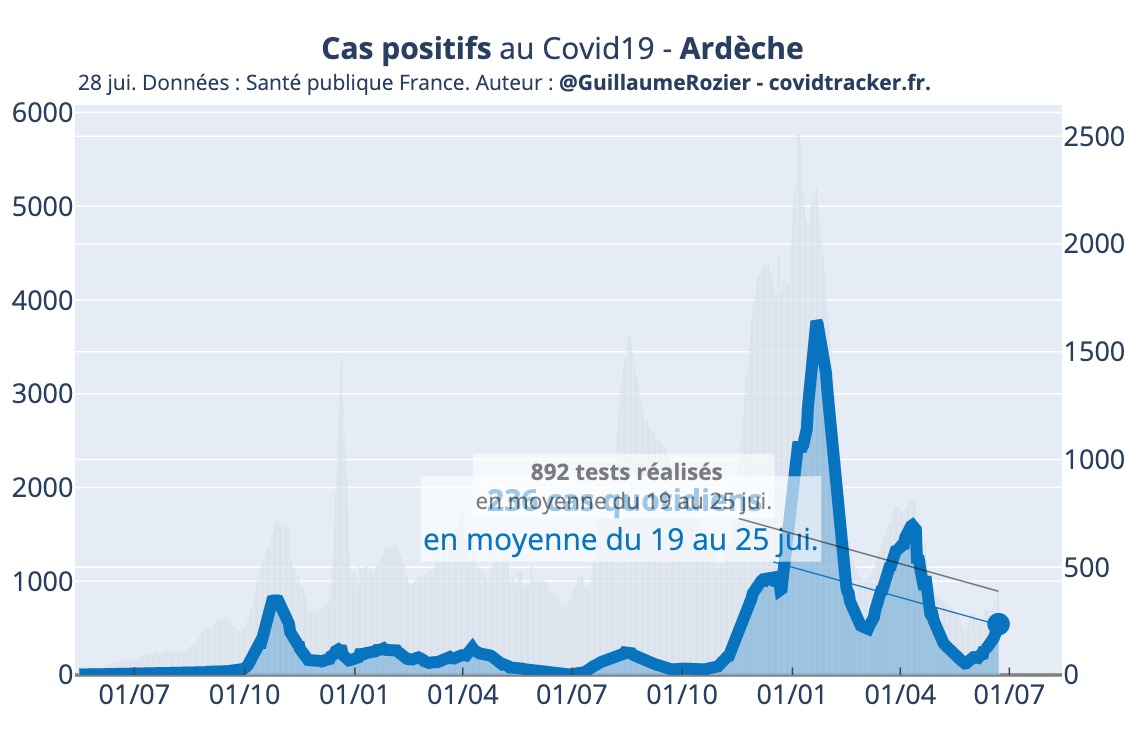 Cas positifs au Covid19 - Ardèche
28 jui. Données : Santé publique France. Auteur : @GuillaumeRozier - covidtracker.fr.
6000
5000
4000
3000
2000
1000
0
2500
2000
1500
1000
500
0
892 tests réalisés
en moyenne du 19 au 25 jui.
236 cas quotidiens
en moyenne du 19 au 25 jui.
01/07 01/10 01/01 01/04 01/07 01/10 01/01 01/04 01/07